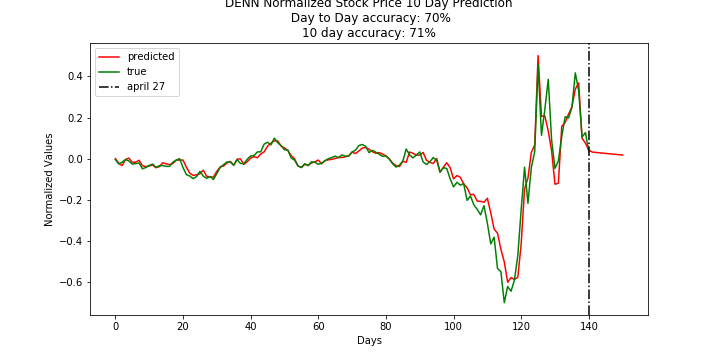 DENN Normalized Stock Price 10 Day Prediction
Day to Day accuracy: 70%
10 day accuracy: 71%
predicted
true
april 27
Normalized Values
0.4
0.2
0.0
−0.2
−0.4
−0.6
0 20 40 60 80 100 120 140
Days